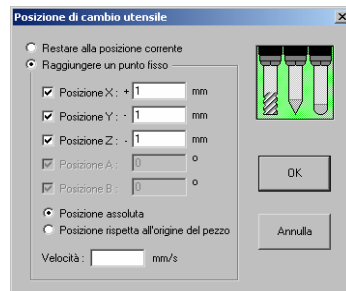 Posizione di cambio utensile
Restare alla posizione corrente
Raggiungere un punto fisso
Posizione X : + 1 mm
Posizione Y : - 1 mm
Posizione Z : - 1 mm
Posizione A : 0 °
Posizione B : 0 °
Posizione assoluta
Posizione rispetta all'origine del pezzo
Velocità : mm/s
OK
Annulla